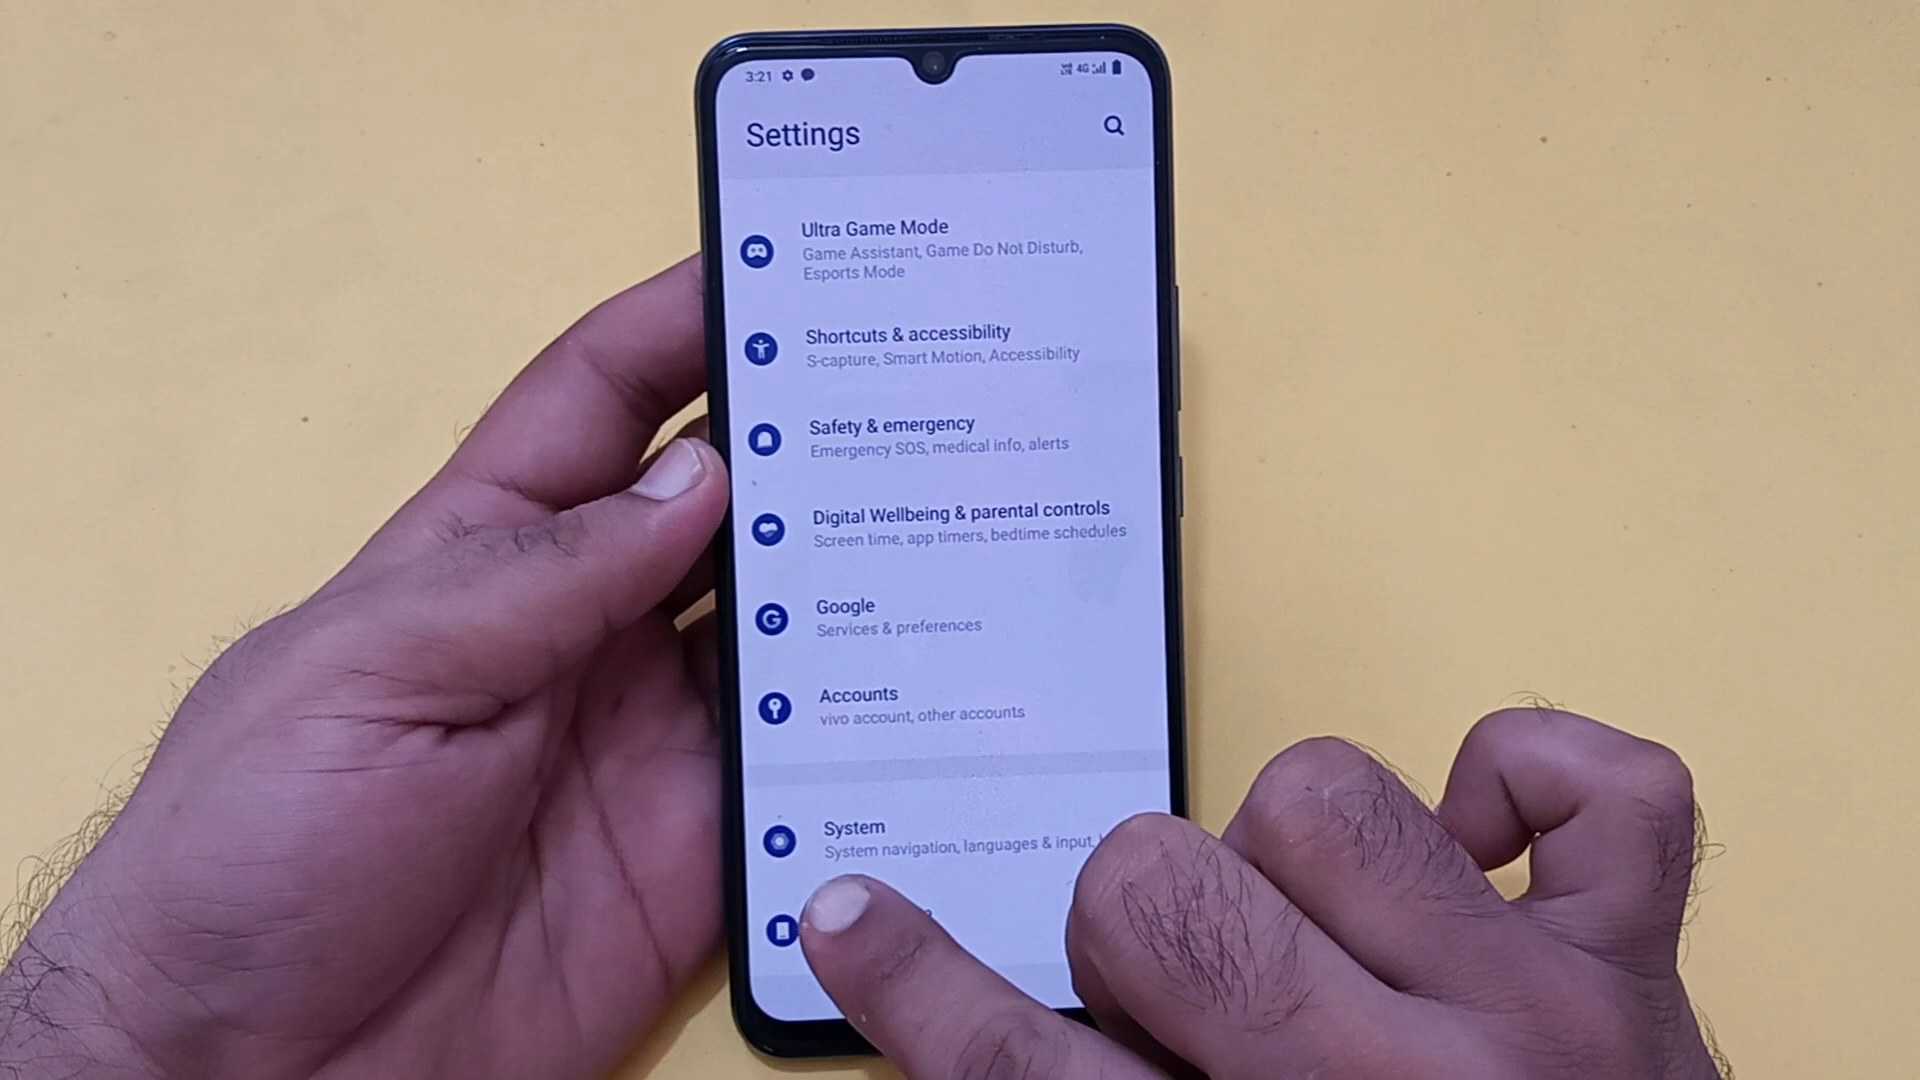 3:21
4G
Settings
Ultra Game Mode
Game Assistant, Game Do Not Disturb,
Esports Mode
Shortcuts & accessibility
S-capture, Smart Motion, Accessibility
Safety & emergency
Emergency SOS, medical info, alerts
Digital Wellbeing & parental controls
Screen time, app timers, bedtime schedules
Google
Services & preferences
Accounts
vivo account, other accounts
System
System navigation, languages & input,